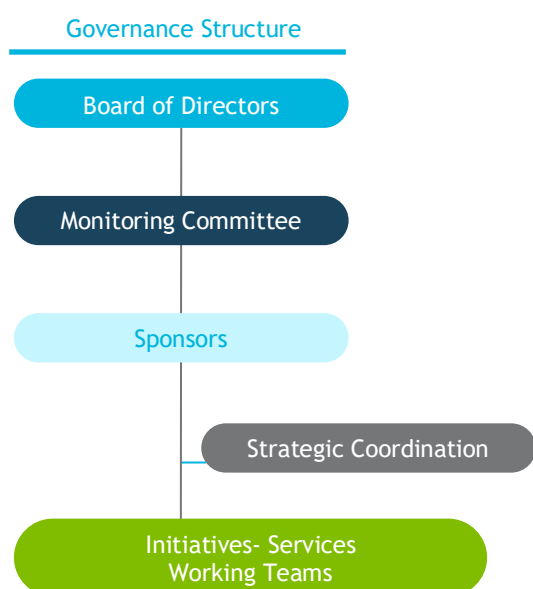 Governance Structure
Board of Directors
Monitoring Committee
Sponsors
Strategic Coordination
Initiatives- Services
Working Teams